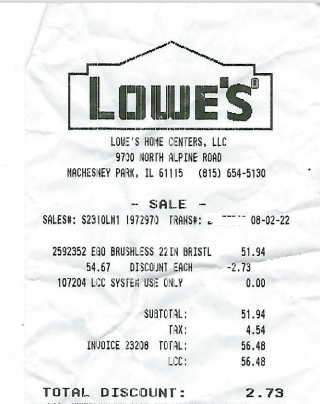 LOWE'S®
LOWE'S HOME CENTERS, LLC
9700 NORTH ALPINE ROAD
MACHESNEY PARK, IL 61115 (815) 654-5130
- SALE -
SALES#: S2310LM1 1972970 TRANS#: 08-02-22
2592352 EGO BRUSHLESS 22IN BRISTL 51.94
54.67 DISCOUNT EACH -2.73
107204 LCC SYSTEM USE ONLY 0.00
SUBTOTAL: 51.94
TAX: 4.54
INVOICE 23208 TOTAL: 56.48
LCC: 56.48
TOTAL DISCOUNT: 2.73